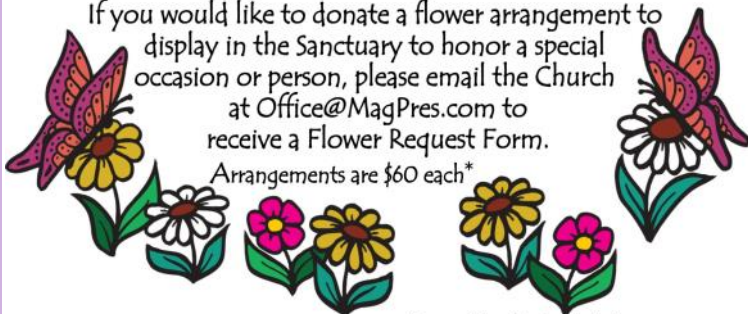 If you would like to donate a flower arrangement to
display in the Sanctuary to honor a special
occasion or person, please email the Church
at Office@MagPres.com to
receive a Flower Request Form.
Arrangements are $60 each*